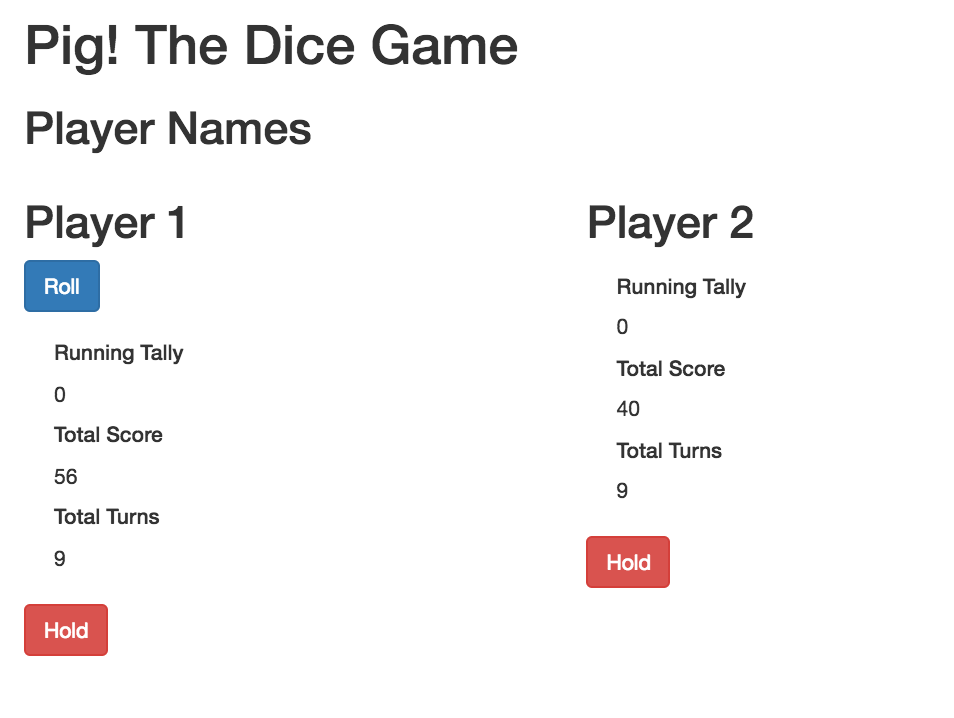 Pig! The Dice Game
Player Names
Player 1
Roll
Running Tally
0
Total Score
56
Total Turns
9
Hold
Player 2
Running Tally
0
Total Score
40
Total Turns
9
Hold